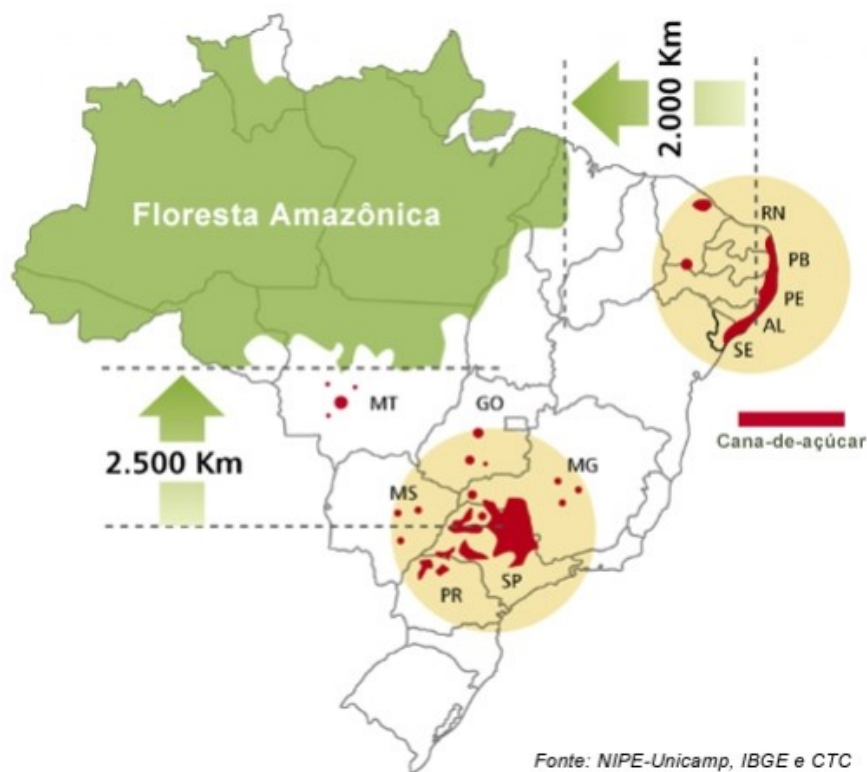 2.000 Km
Floresta Amazônica
RN
PB
PE
AL
SE
Cana-de-açúcar
MT
GO
2.500 Km
MG
MS
SP
PR
Fonte: NIPE-Unicamp, IBGE e CTC